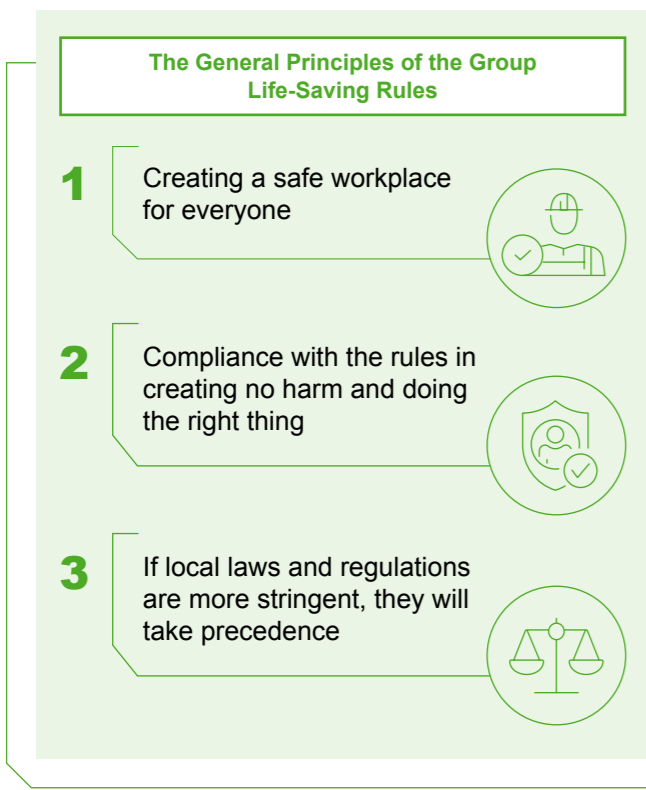 The General Principles of the Group
Life-Saving Rules
1
Creating a safe workplace
for everyone
2
Compliance with the rules in
creating no harm and doing
the right thing
3
If local laws and regulations
are more stringent, they will
take precedence